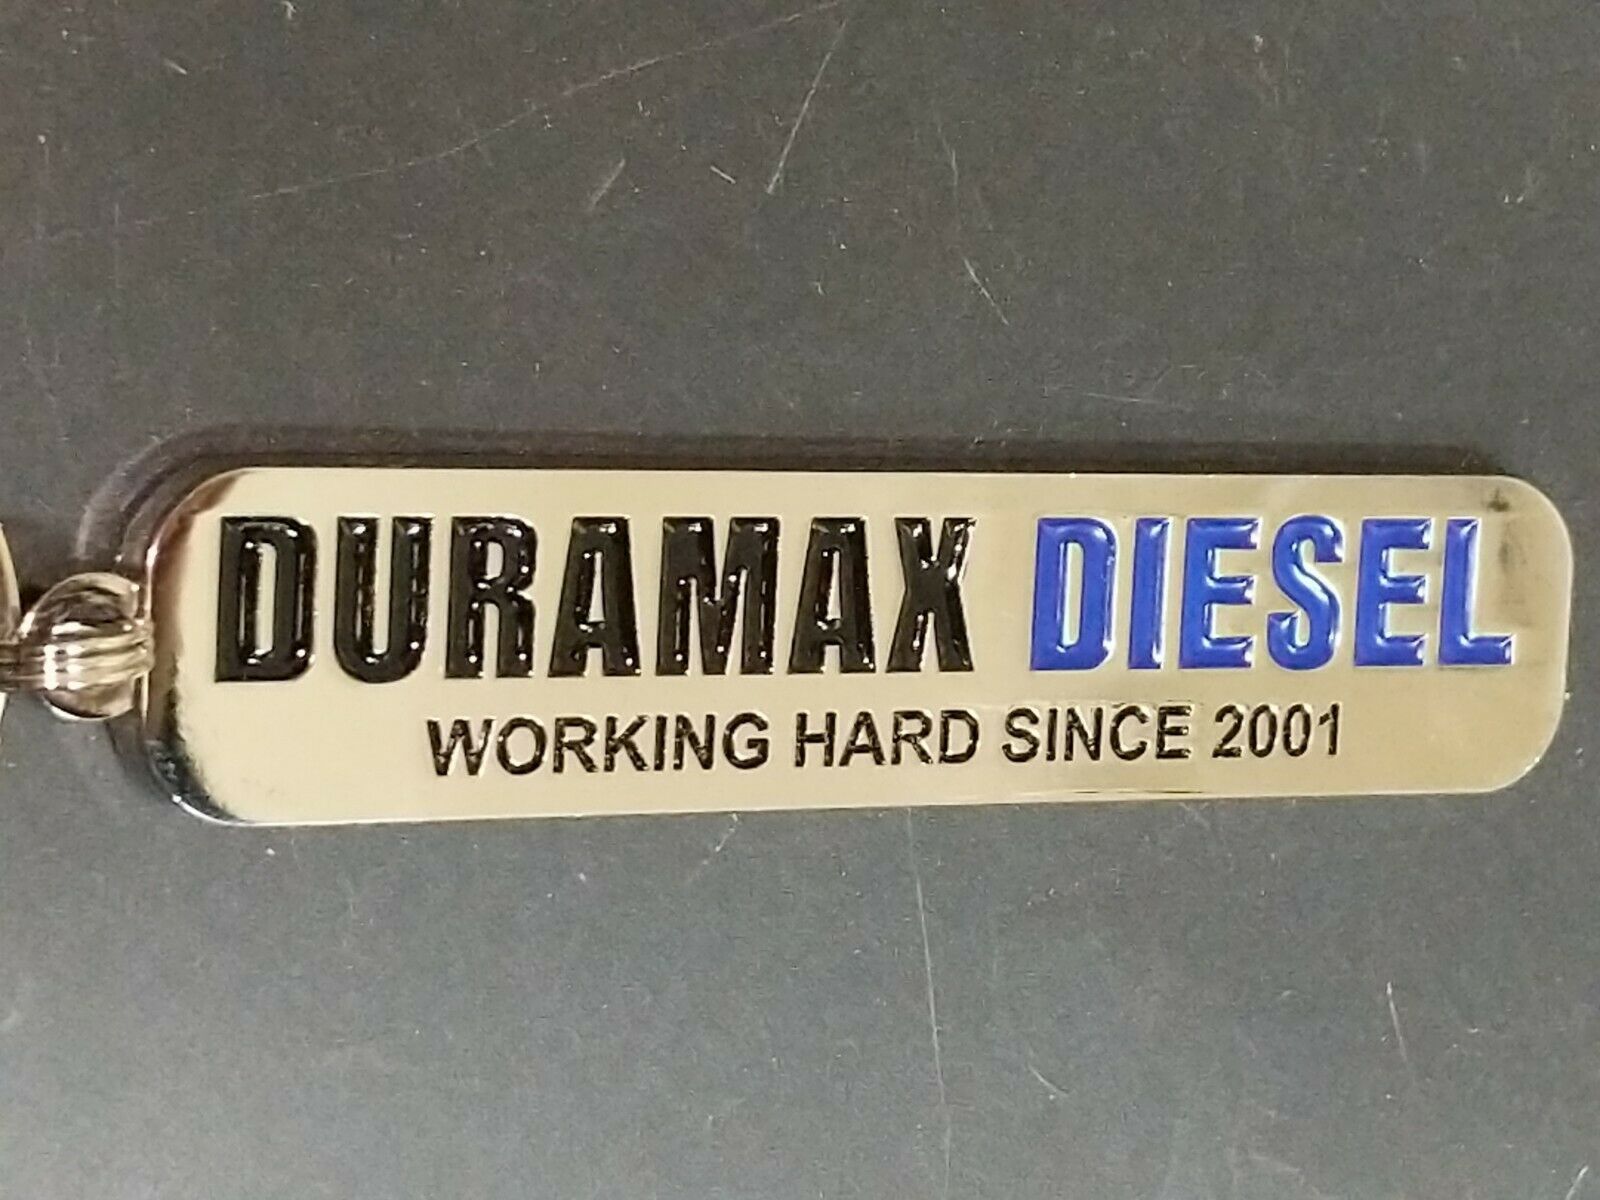 DURAMAX DIESEL
WORKING HARD SINCE 2001